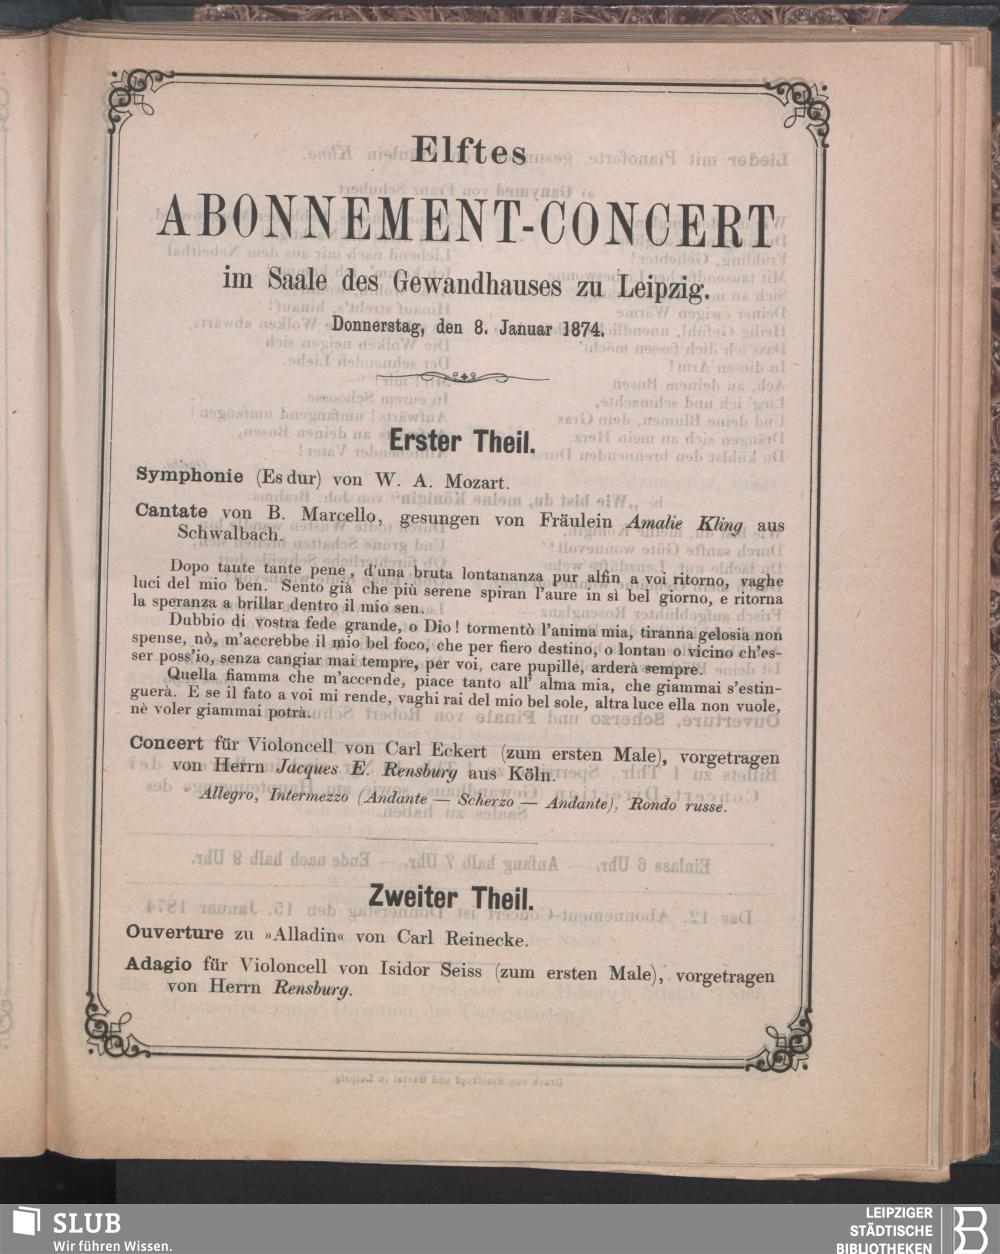 Elftes
ABONNEMENT-CONCERT
im Saale des Gewandhauses zu Leipzig.
Donnerstag, den 8. Januar 1874.
Erster Theil.
Symphonie (Es dur) von W. A. Mozart.
Cantate von B. Marcello, gesungen von Fräulein Amalie Kling aus
Schwalbach.
Dopo tante tante pene, d'una bruta lontananza pur alfin a voi ritorno, vaghe
luci del mio ben. Sento già che più serene spiran l'aure in sì bel giorno, e ritorna
la speranza a brillar dentro il mio sen.
Dubbio di vostra fede grande, o Dio! tormentò l'anima mia, tiranna gelosia non
spense, nò, m'accrebbe il mio bel foco, che per fiero destino, o lontan o vicino ch'es-
ser poss'io, senza cangiar mai tempre, per voi, care pupille, arderà sempre.
Quella fiamma che m'accende, piace tanto all' alma mia, che giammai s'estin-
guerà. E se il fato a voi mi rende, vaghi rai del mio bel sole, altra luce ella non vuole,
nè voler giammai potrà.
Concert für Violoncell von Carl Eckert (zum ersten Male), vorgetragen
von Herrn Jacques E. Rensburg aus Köln.
Allegro, Intermezzo (Andante — Scherzo — Andante), Rondo russe.
Zweiter Theil.
Ouverture zu »Alladin« von Carl Reinecke.
Adagio für Violoncell von Isidor Seiss (zum ersten Male), vorgetragen
von Herrn Rensburg.
SLUB
Wir führen Wissen.
LEIPZIGER
STÄDTISCHE
BIBLIOTHEKEN